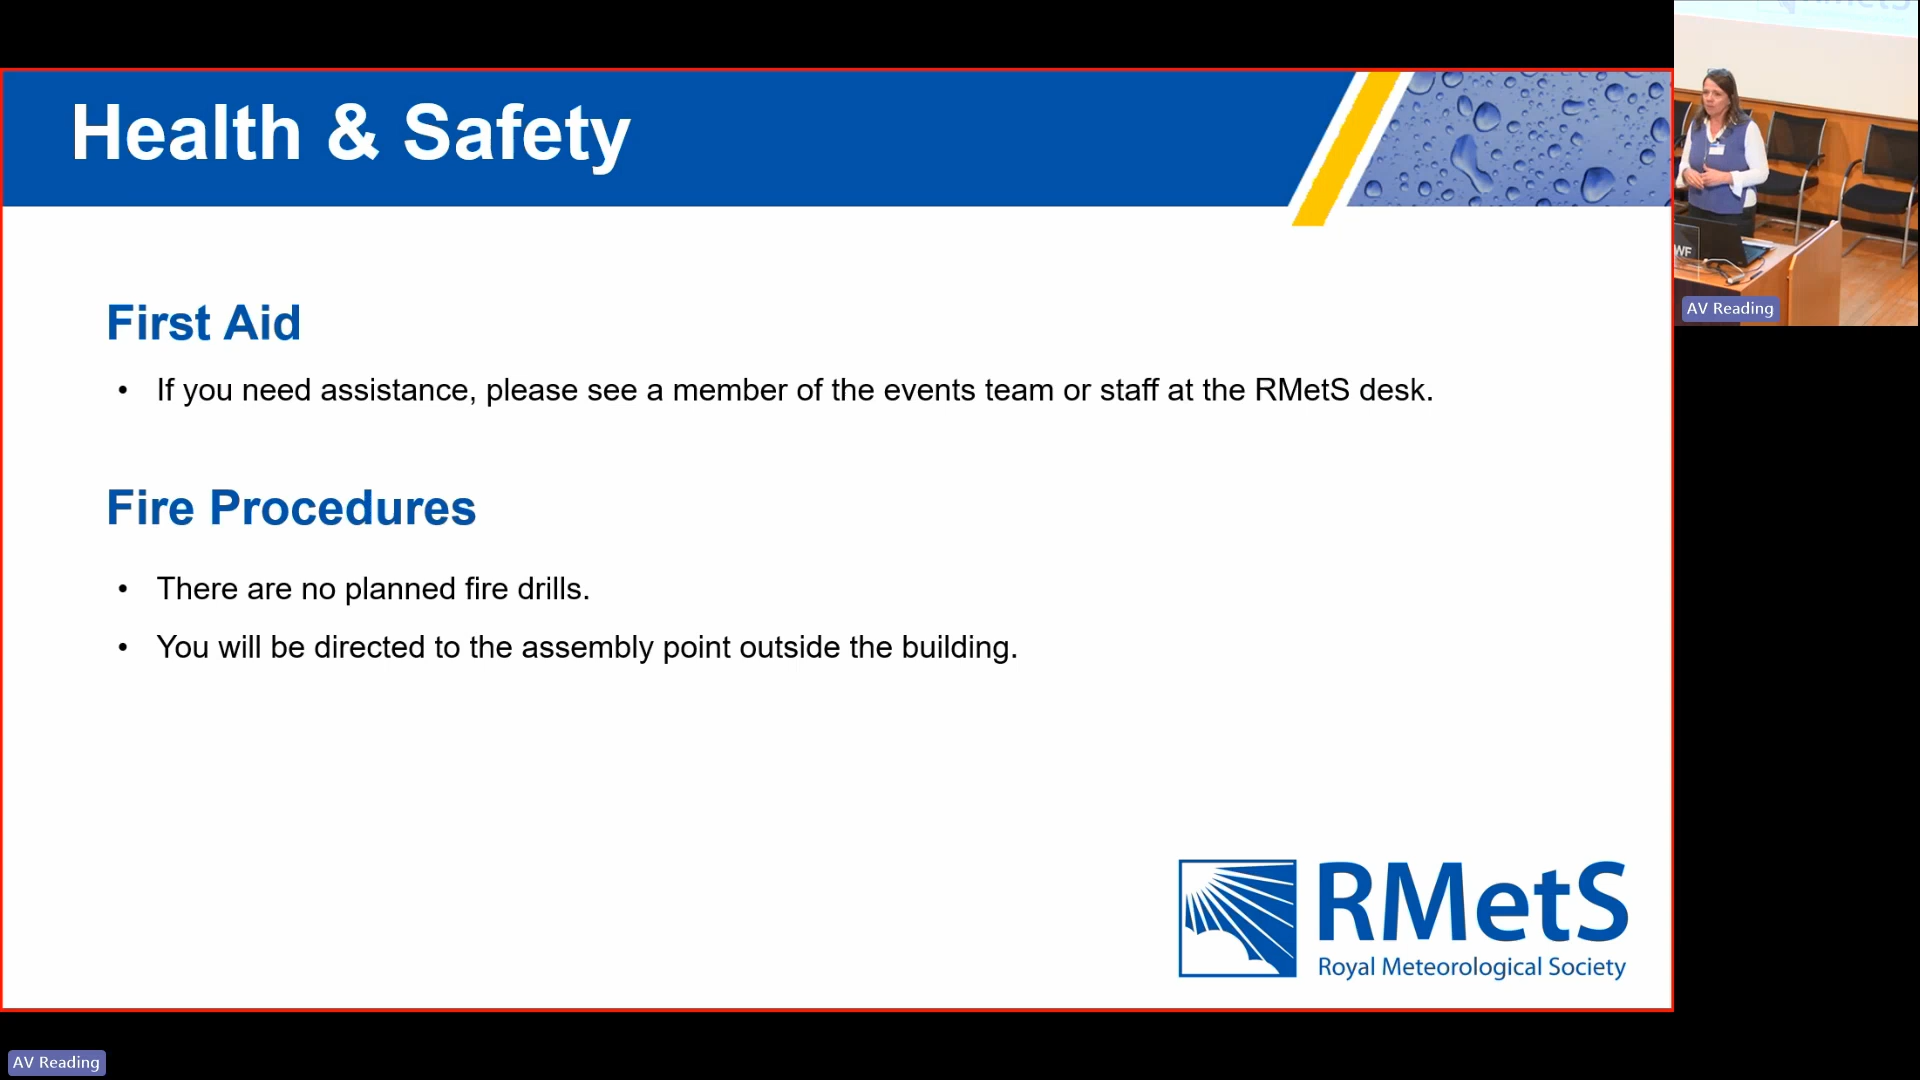 Health & Safety
First Aid
• If you need assistance, please see a member of the events team or staff at the RMetS desk.
Fire Procedures
• There are no planned fire drills.
• You will be directed to the assembly point outside the building.
RMetS
Royal Meteorological Society
WF
AV Reading
AV Reading